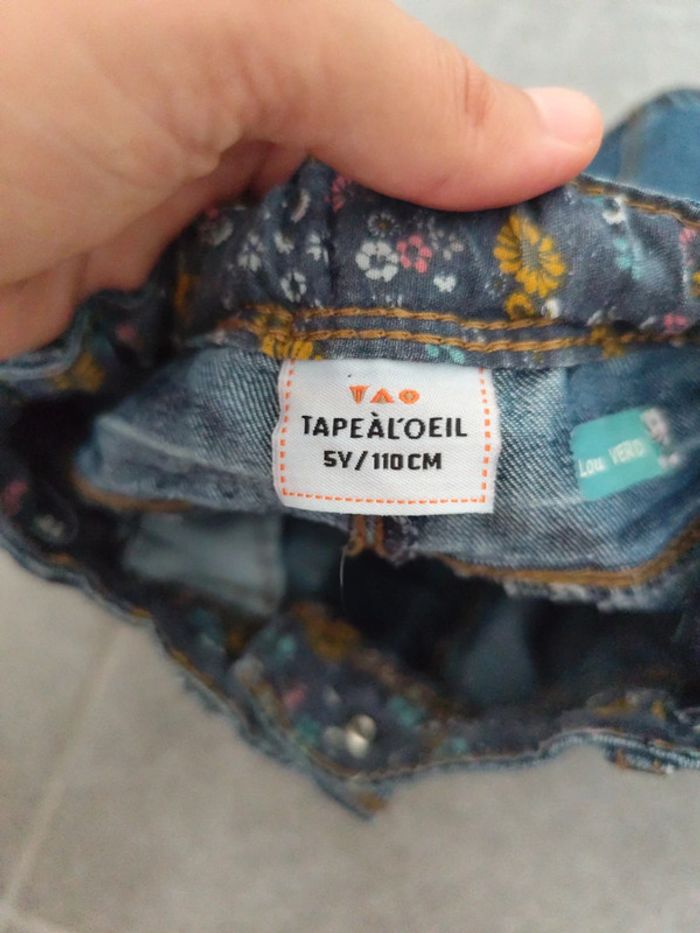 TAO
TAPEÀL'OEIL
5Y/110CM
Lou VERD